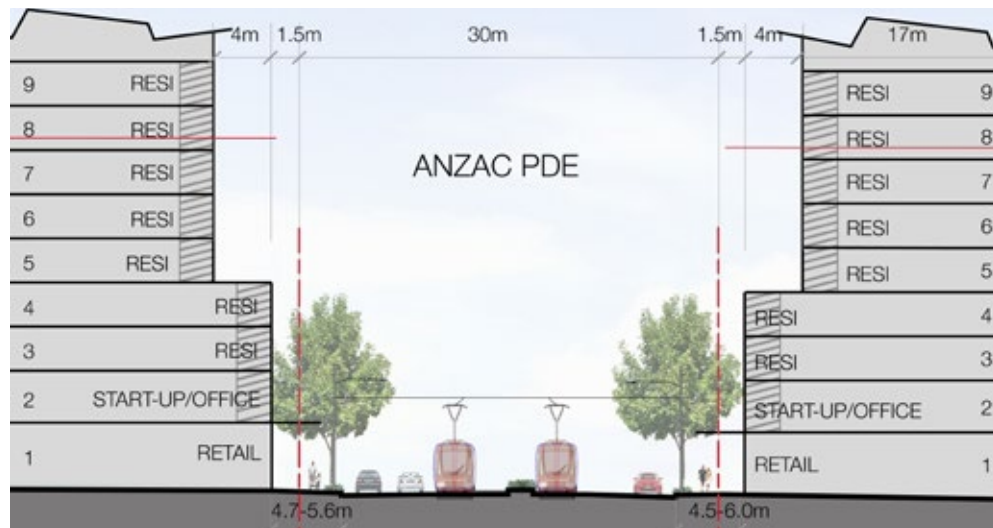 4m 1.5m 30m 1.5m 4m 17m
9 RESI RESI 9
8 RESI RESI 8
ANZAC PDE
7 RESI RESI 7
6 RESI RESI 6
5 RESI RESI 5
4 RESI RESI 4
3 RESI RESI 3
2 START-UP/OFFICE START-UP/OFFICE 2
1 RETAIL RETAIL 1
4.7-5.6m 4.5-6.0m